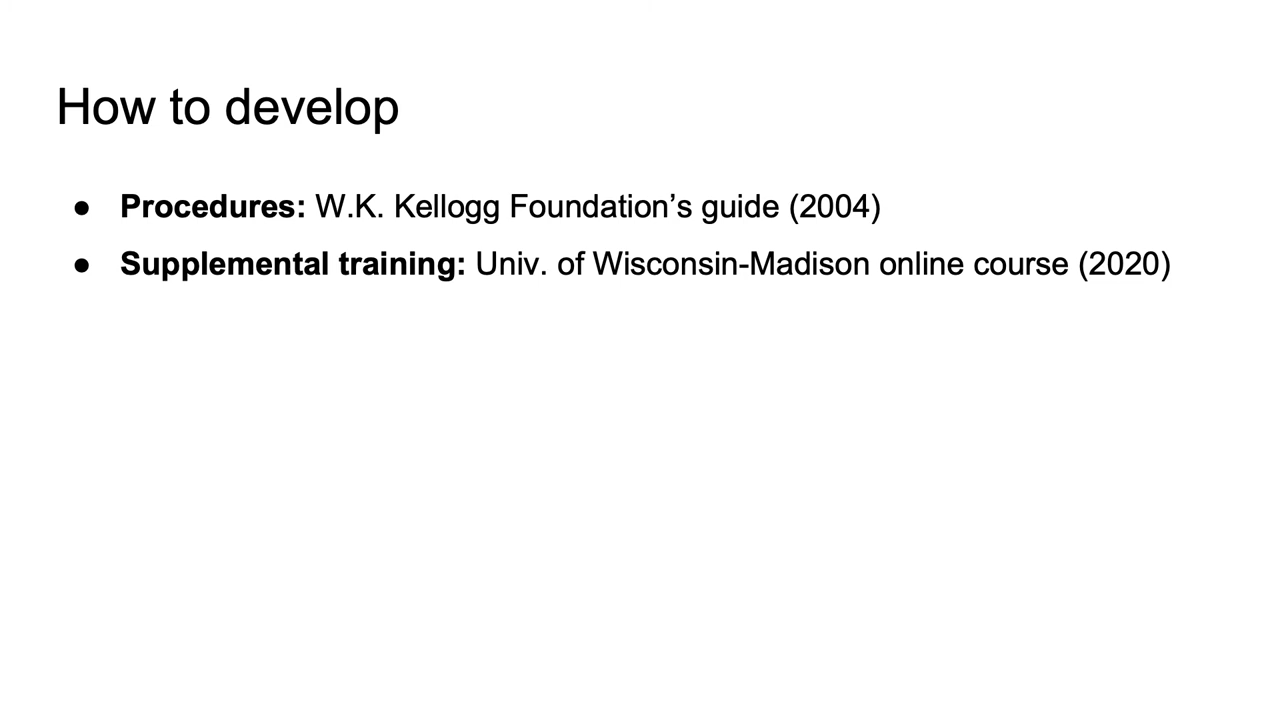 How to develop
● Procedures: W.K. Kellogg Foundation’s guide (2004)
● Supplemental training: Univ. of Wisconsin-Madison online course (2020)